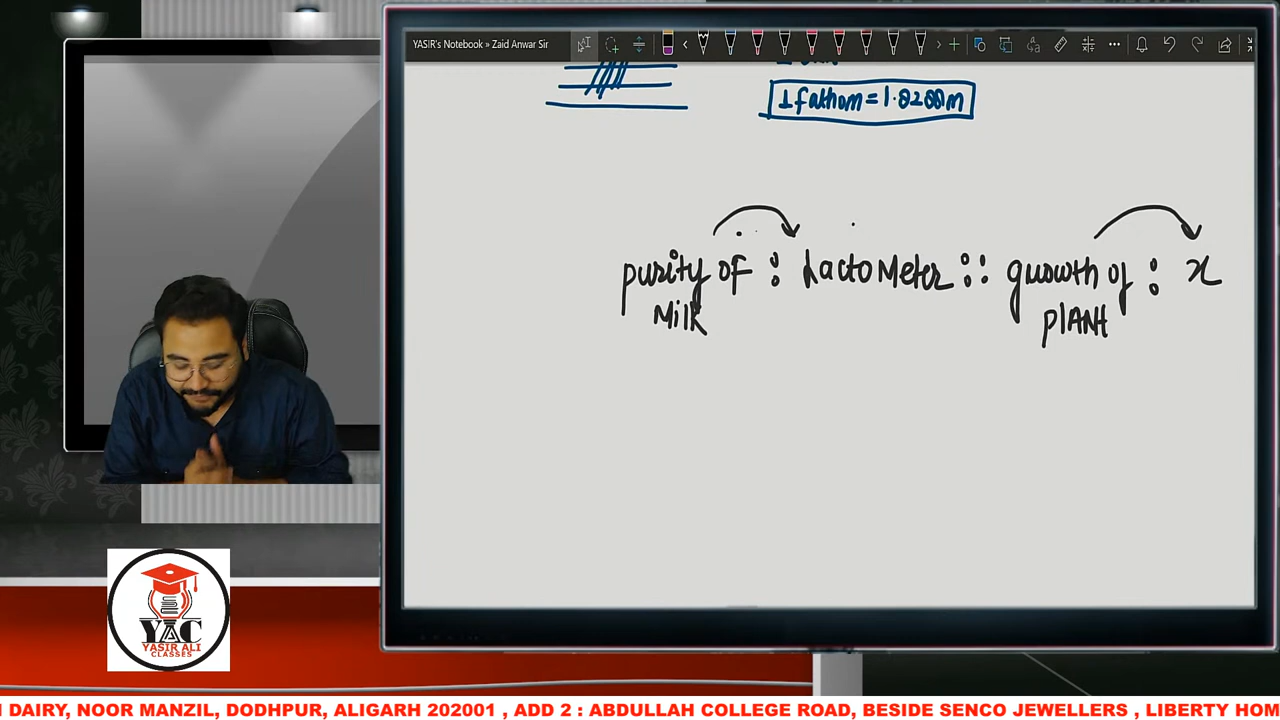 YASIR's Notebook » Zaid Anwar Sir
1 fathom = 1.8288m
purity of : LactoMeter :: growth of : x
Milk
PLANt
YAC
YASIR ALI
CLASSES
DAIRY, NOOR MANZIL, DODHPUR, ALIGARH 202001 , ADD 2 : ABDULLAH COLLEGE ROAD, BESIDE SENCO JEWELLERS , LIBERTY HOM